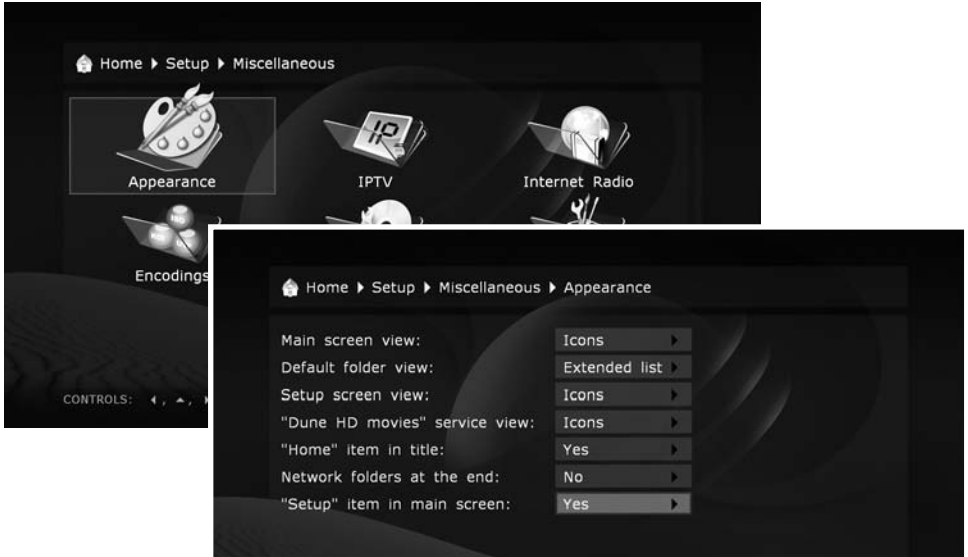 Home ▶ Setup ▶ Miscellaneous
Appearance
IPTV
Internet Radio
Encodings
CONTROLS:
Home ▶ Setup ▶ Miscellaneous ▶ Appearance
Main screen view: Icons
Default folder view: Extended list
Setup screen view: Icons
"Dune HD movies" service view: Icons
"Home" item in title: Yes
Network folders at the end: No
"Setup" item in main screen: Yes